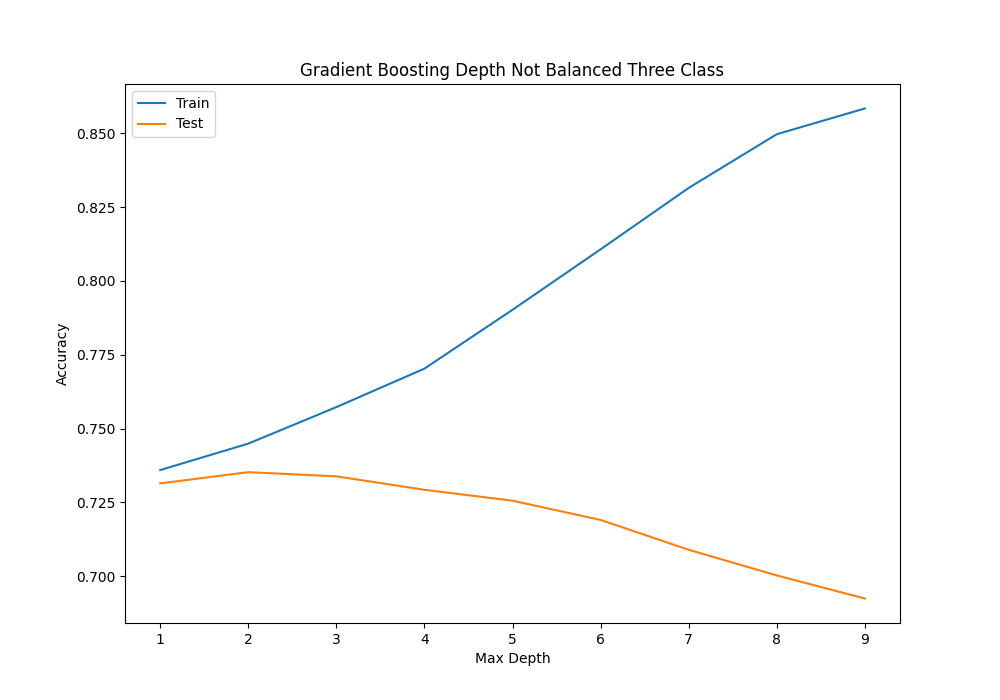 Gradient Boosting Depth Not Balanced Three Class
Train
Test
0.850
0.825
0.800
0.775
0.750
0.725
0.700
Accuracy
1 2 3 4 5 6 7 8 9
Max Depth